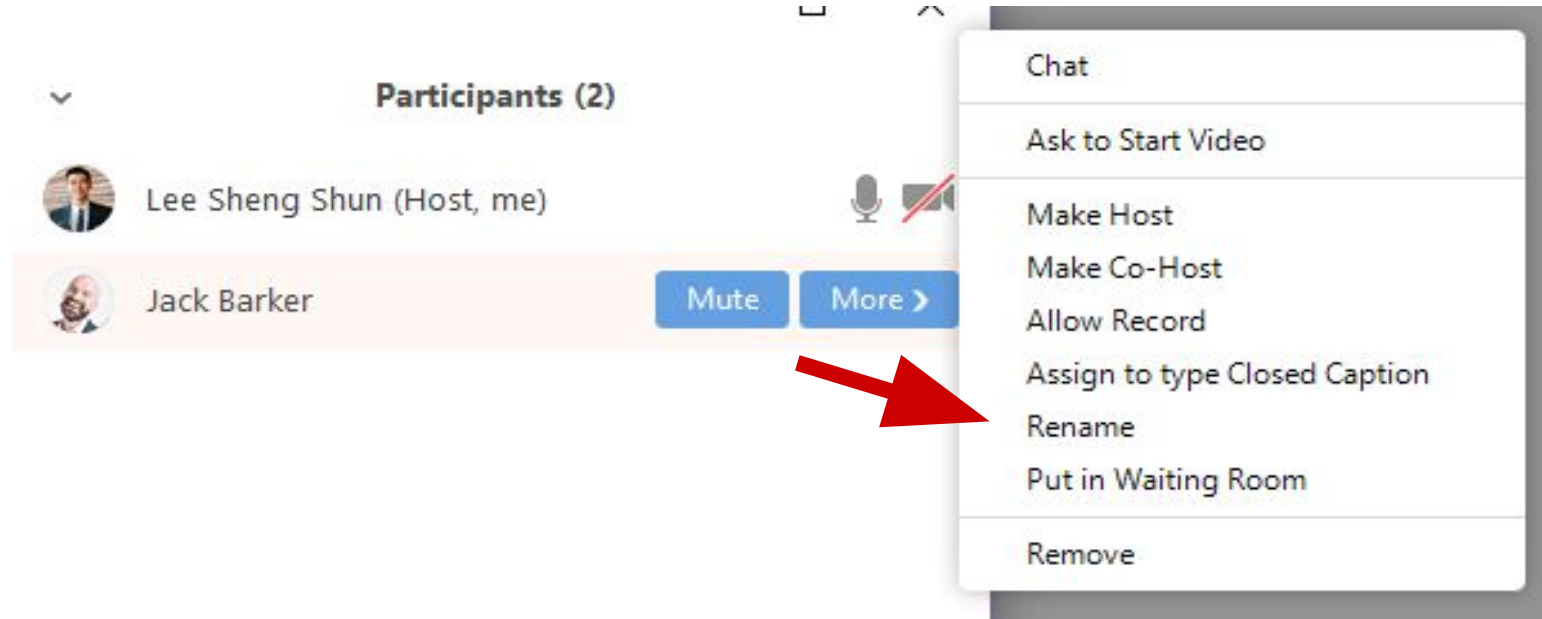 Participants (2)
Lee Sheng Shun (Host, me)
Jack Barker
Mute
More
Chat
Ask to Start Video
Make Host
Make Co-Host
Allow Record
Assign to type Closed Caption
Rename
Put in Waiting Room
Remove